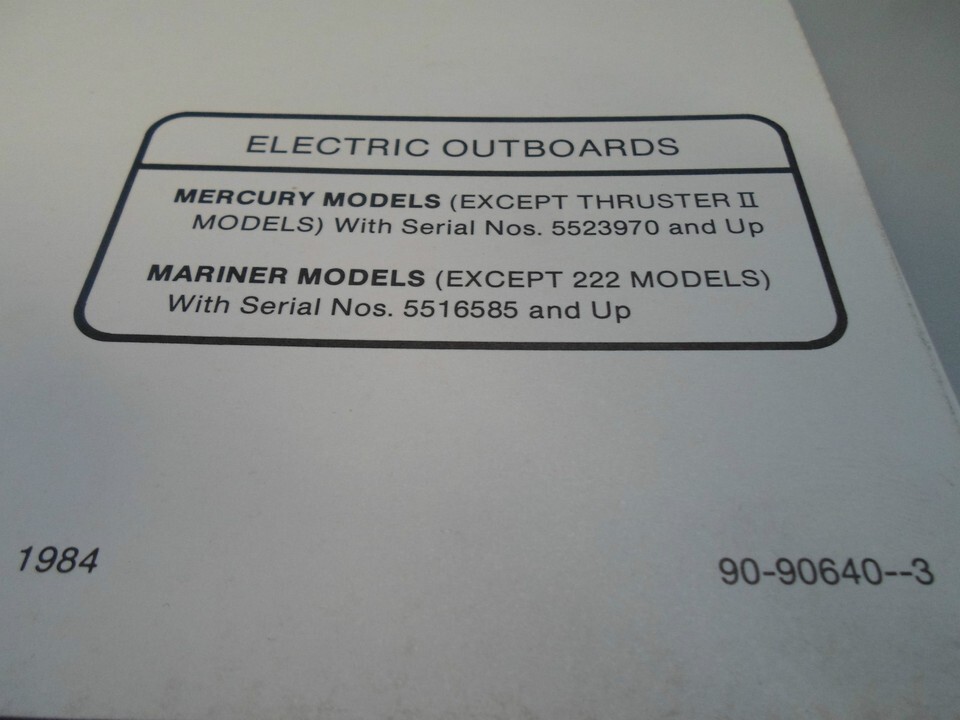 ELECTRIC OUTBOARDS
MERCURY MODELS (EXCEPT THRUSTER II
MODELS) With Serial Nos. 5523970 and Up
MARINER MODELS (EXCEPT 222 MODELS)
With Serial Nos. 5516585 and Up
1984
90-90640--3